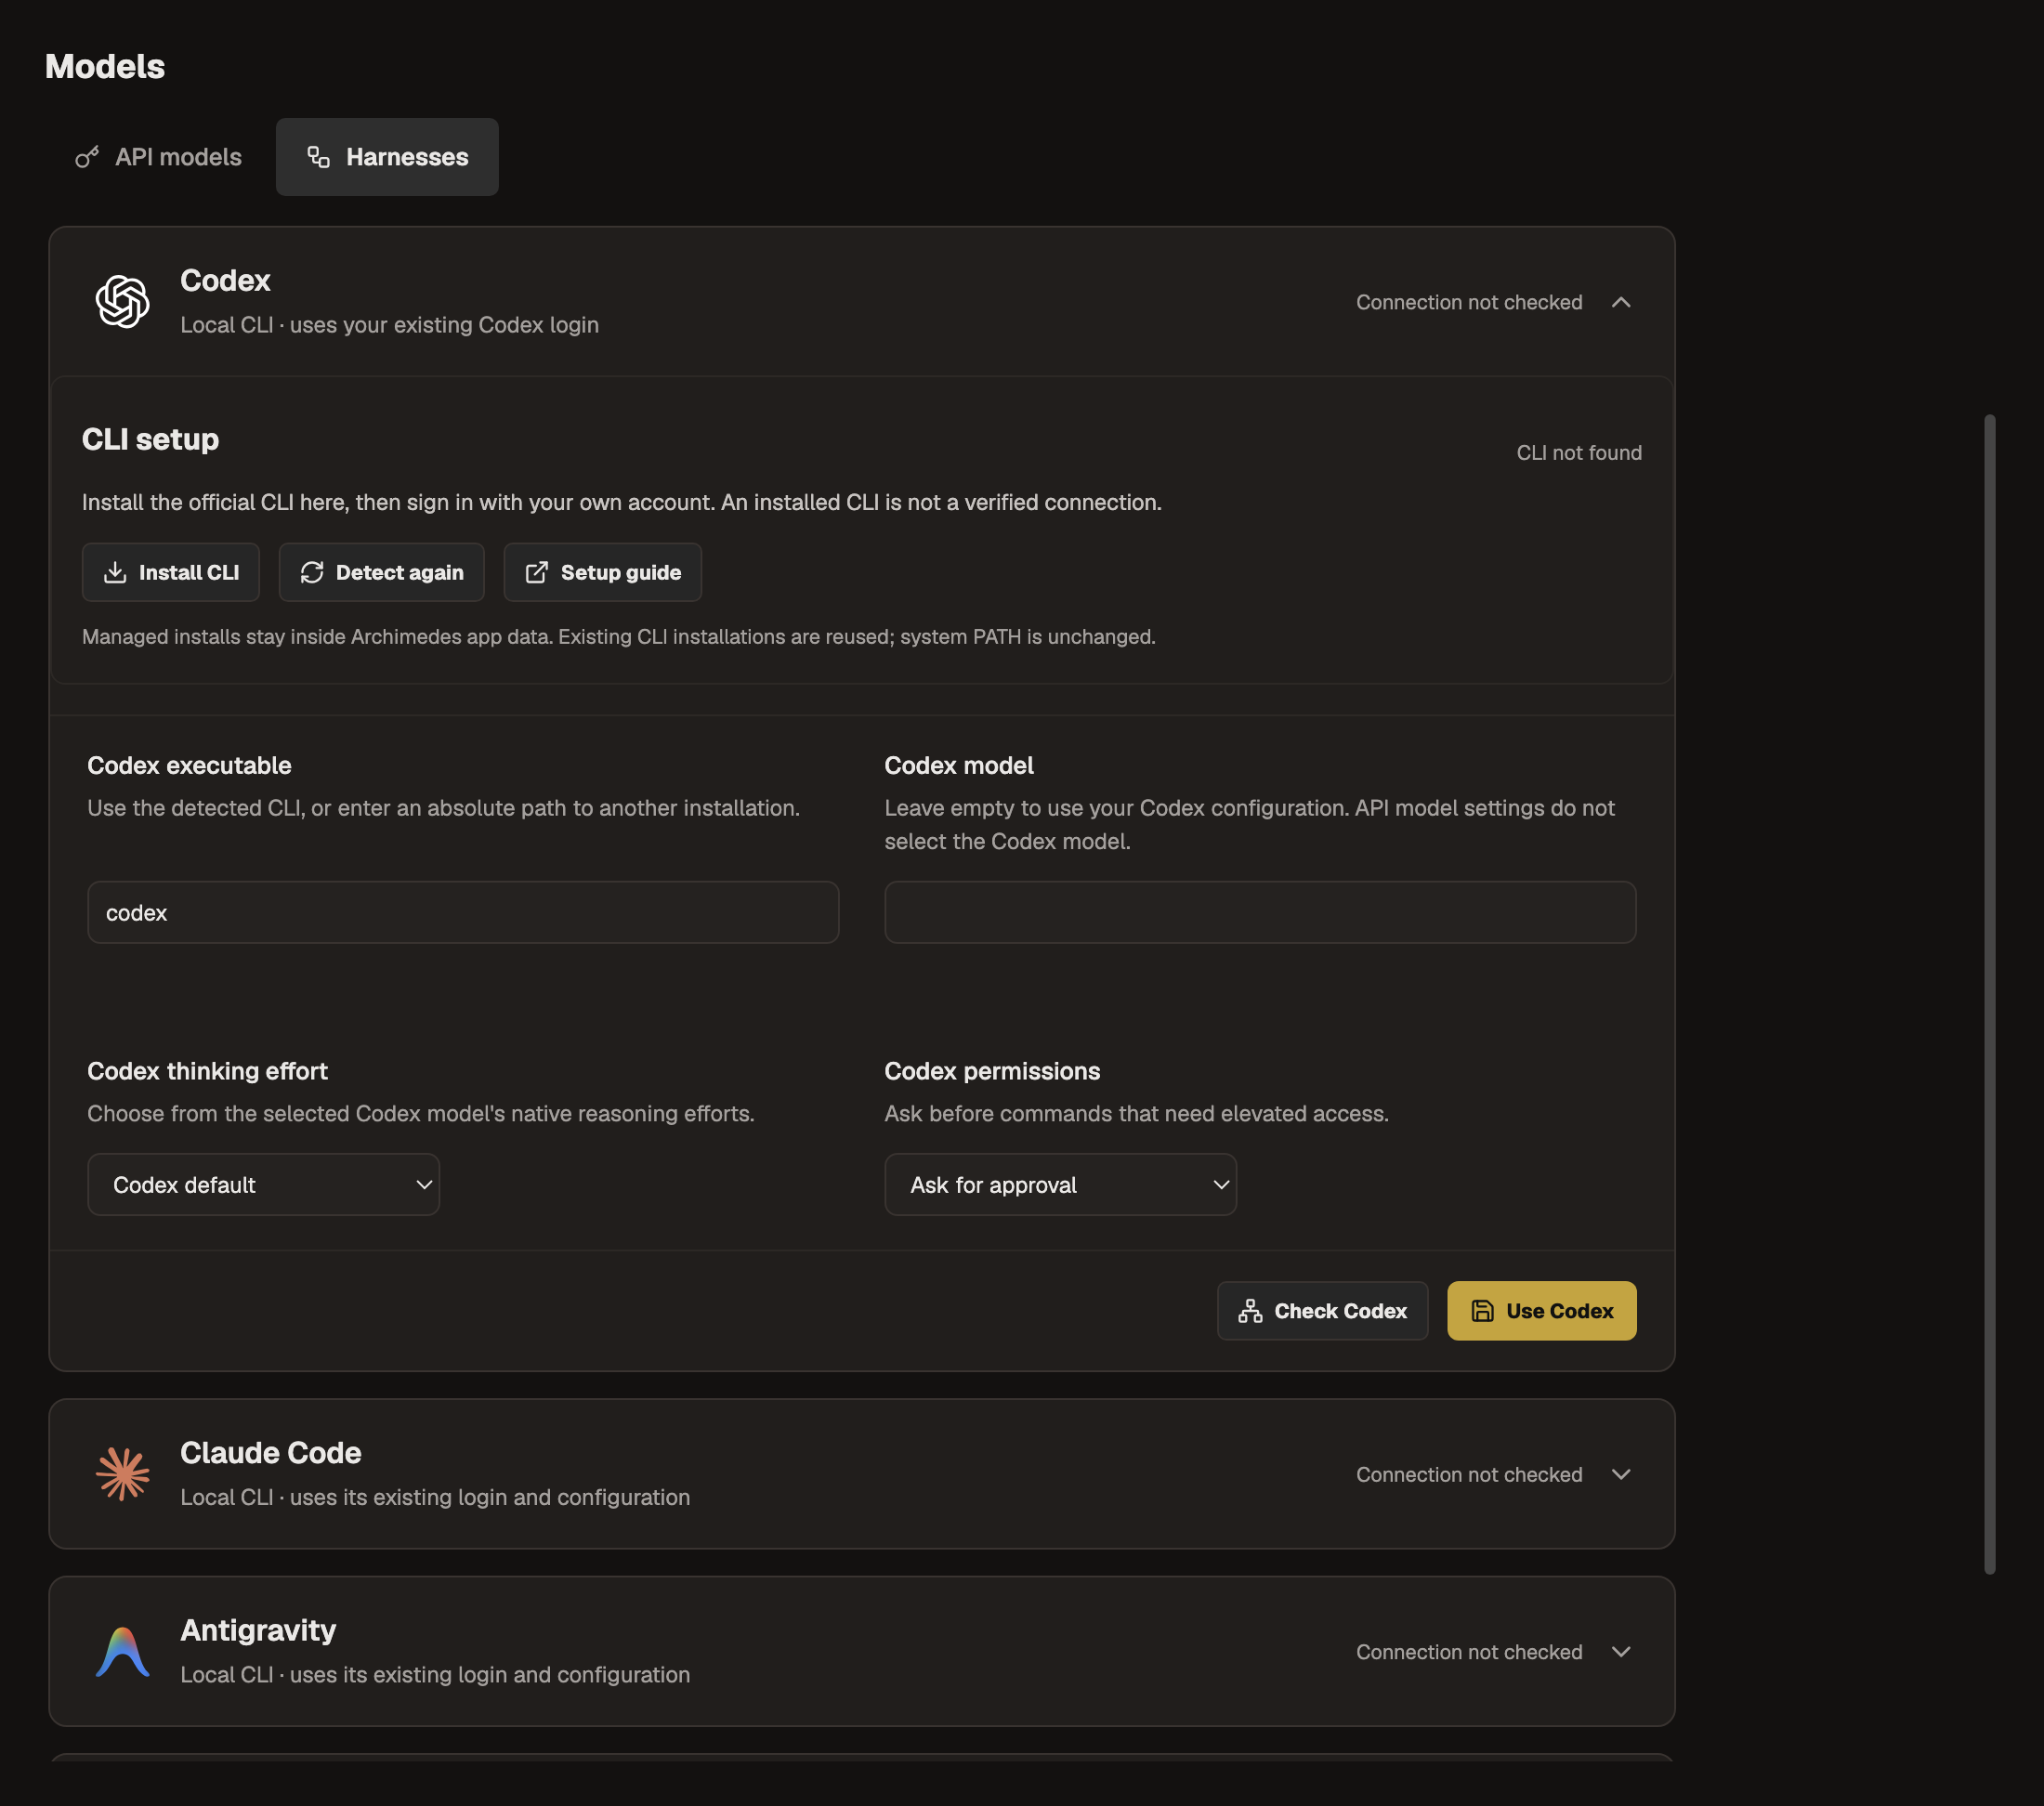 Models
API models
Harnesses
Codex
Local CLI · uses your existing Codex login
Connection not checked
CLI setup
CLI not found
Install the official CLI here, then sign in with your own account. An installed CLI is not a verified connection.
Install CLI
Detect again
Setup guide
Managed installs stay inside Archimedes app data. Existing CLI installations are reused; system PATH is unchanged.
Codex executable
Use the detected CLI, or enter an absolute path to another installation.
codex
Codex model
Leave empty to use your Codex configuration. API model settings do not
select the Codex model.
Codex thinking effort
Choose from the selected Codex model's native reasoning efforts.
Codex default
Codex permissions
Ask before commands that need elevated access.
Ask for approval
Check Codex
Use Codex
Claude Code
Local CLI · uses its existing login and configuration
Connection not checked
Antigravity
Local CLI · uses its existing login and configuration
Connection not checked